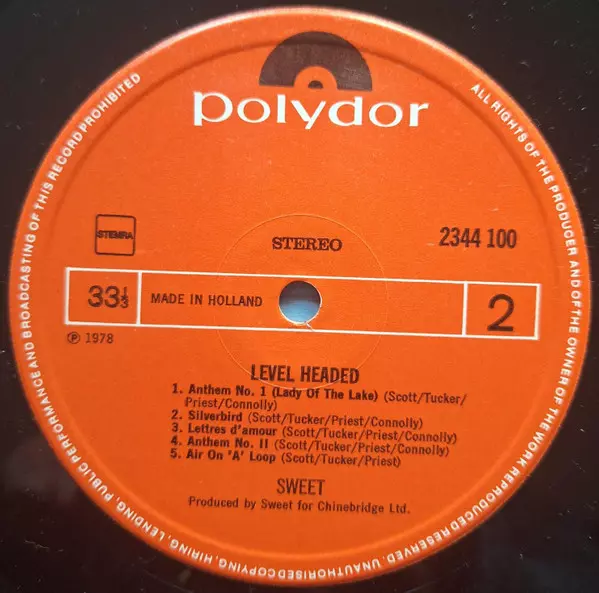 polydor
ALL RIGHTS OF THE PRODUCER AND OF THE OWNER OF THE WORK REPRODUCED RESERVED. UNAUTHORISED COPYING, HIRING, LENDING, PUBLIC PERFORMANCE AND BROADCASTING OF THIS RECORD PROHIBITED
STEMRA
STEREO
2344 100
33 1/3
MADE IN HOLLAND
2
℗ 1978
LEVEL HEADED
1. Anthem No. 1 (Lady Of The Lake) (Scott/Tucker/
Priest/Connolly)
2. Silverbird (Scott/Tucker/Priest/Connolly)
3. Lettres d'amour (Scott/Tucker/Priest/Connolly)
4. Anthem No. II (Scott/Tucker/Priest/Connolly)
5. Air On 'A' Loop (Scott/Tucker/Priest)
SWEET
Produced by Sweet for Chinebridge Ltd.